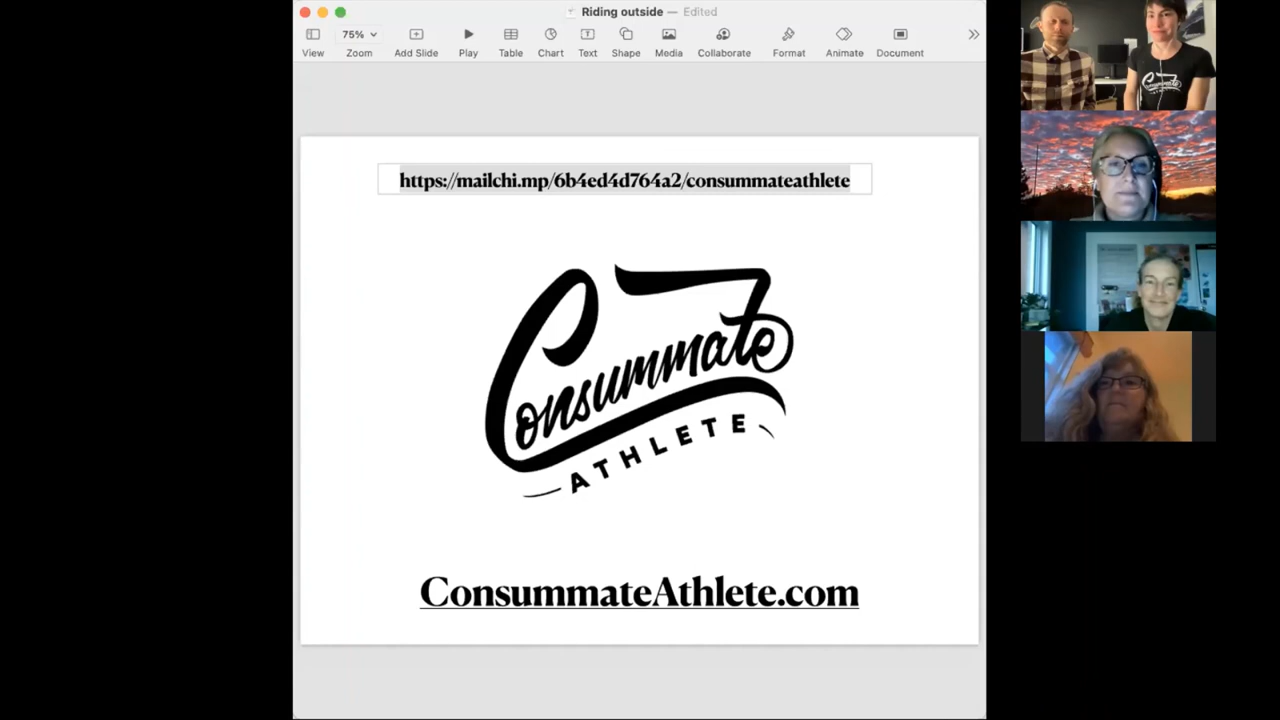 Riding outside — Edited
75%
View
Zoom
Add Slide
Play
Table
Chart
Text
Shape
Media
Collaborate
Format
Animate
Document
https://mailchi.mp/6b4ed4d764a2/consummateathlete
Consummate
ATHLETE
ConsummateAthlete.com
Consummate